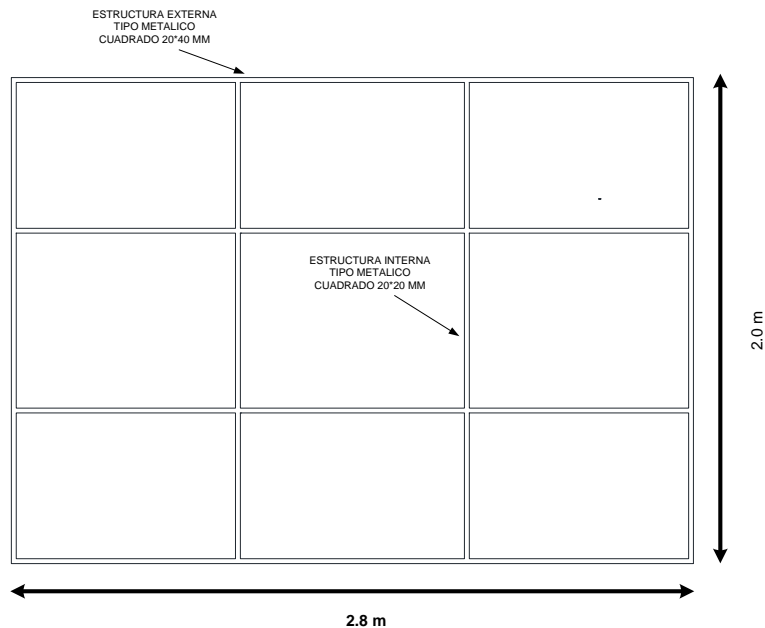 ESTRUCTURA EXTERNA
TIPO METALICO
CUADRADO 20*40 MM
ESTRUCTURA INTERNA
TIPO METALICO
CUADRADO 20*20 MM
2.0 m
2.8 m